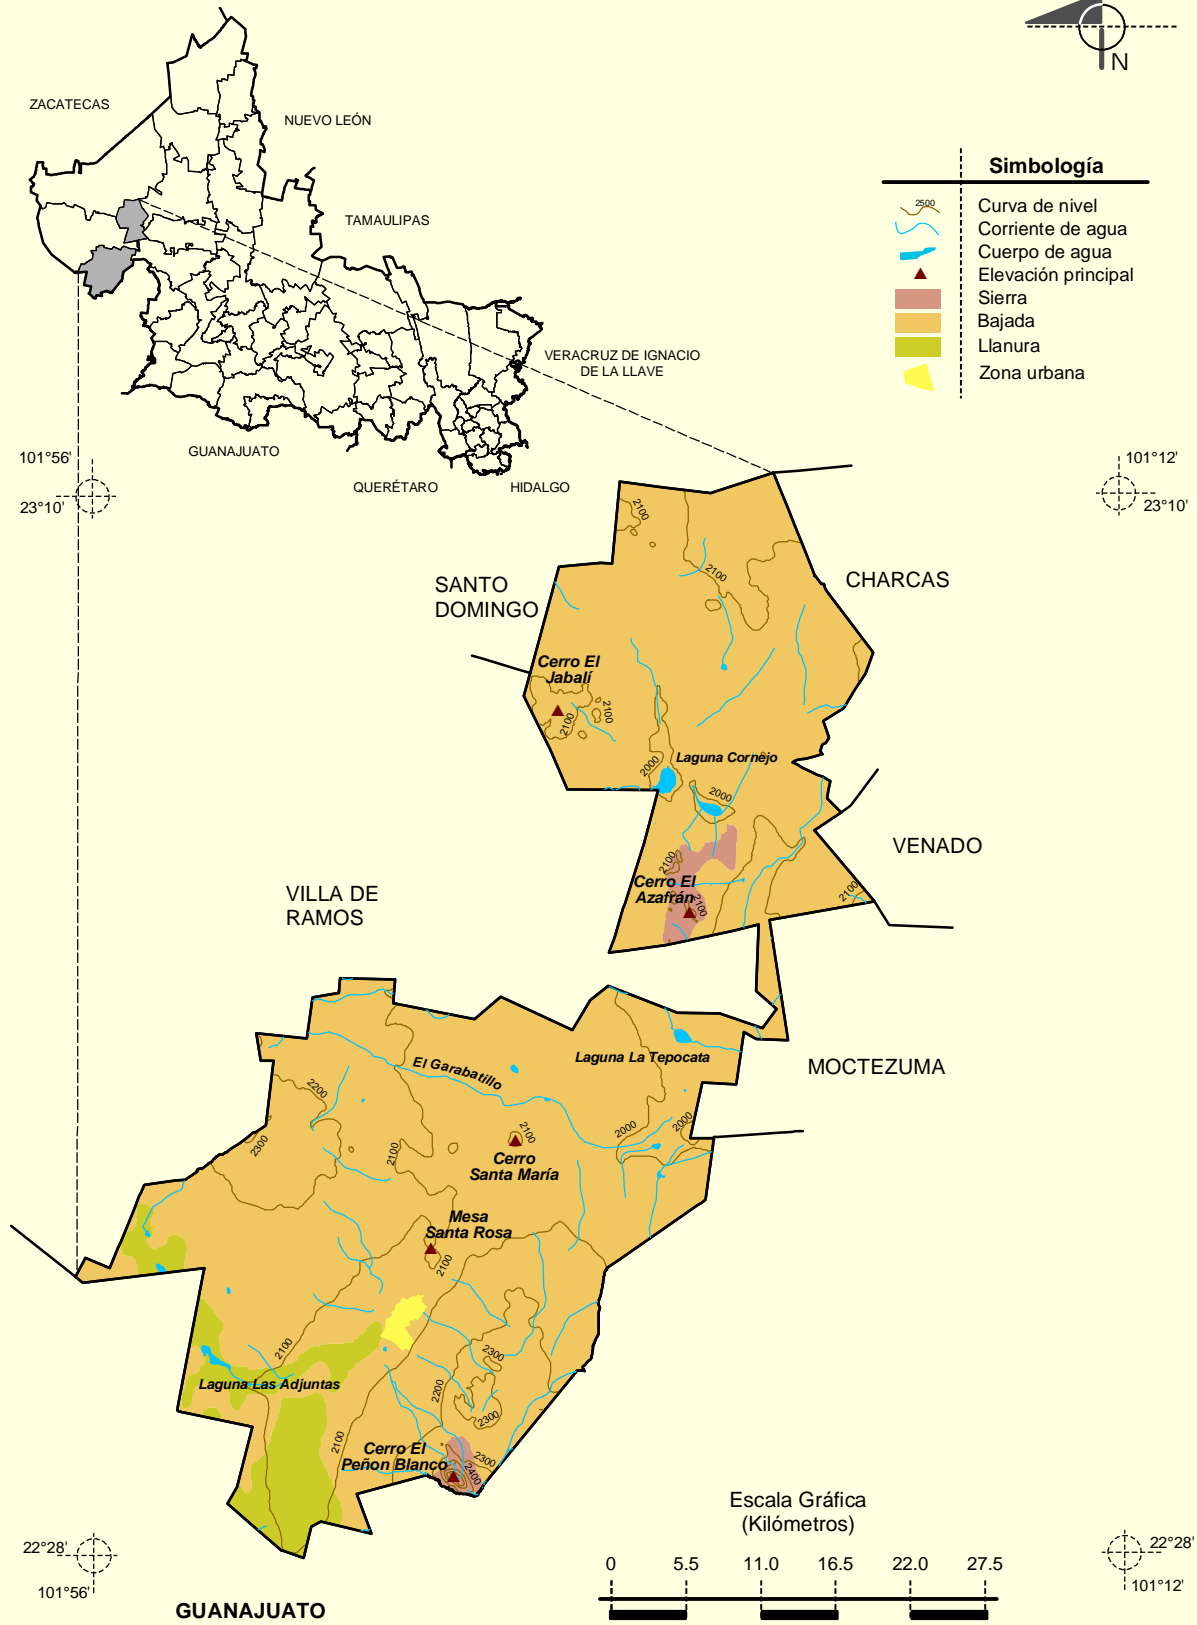 N
ZACATECAS
NUEVO LEÓN
TAMAULIPAS
VERACRUZ DE IGNACIO
DE LA LLAVE
GUANAJUATO
QUERÉTARO
HIDALGO
Simbología
2500
Curva de nivel
Corriente de agua
Cuerpo de agua
Elevación principal
Sierra
Bajada
Llanura
Zona urbana
101°56'
23°10'
101°12'
23°10'
2100
2100
SANTO
DOMINGO
CHARCAS
Cerro El
Jabalí
2100
2100
Laguna Cornejo
2000
2000
VENADO
2100
Cerro El
Azafrán
2100
2100
VILLA DE
RAMOS
Laguna La Tepocata
MOCTEZUMA
El Garabatillo
2200
2300
2100
2100
2000
2000
Cerro
Santa María
Mesa
Santa Rosa
2100
2100
2300
2200
2300
Laguna Las Adjuntas
2100
Cerro El
Peñon Blanco
2300
2400
Escala Gráfica
(Kilómetros)
0 5.5 11.0 16.5 22.0 27.5
22°28'
101°56'
22°28'
101°12'
GUANAJUATO